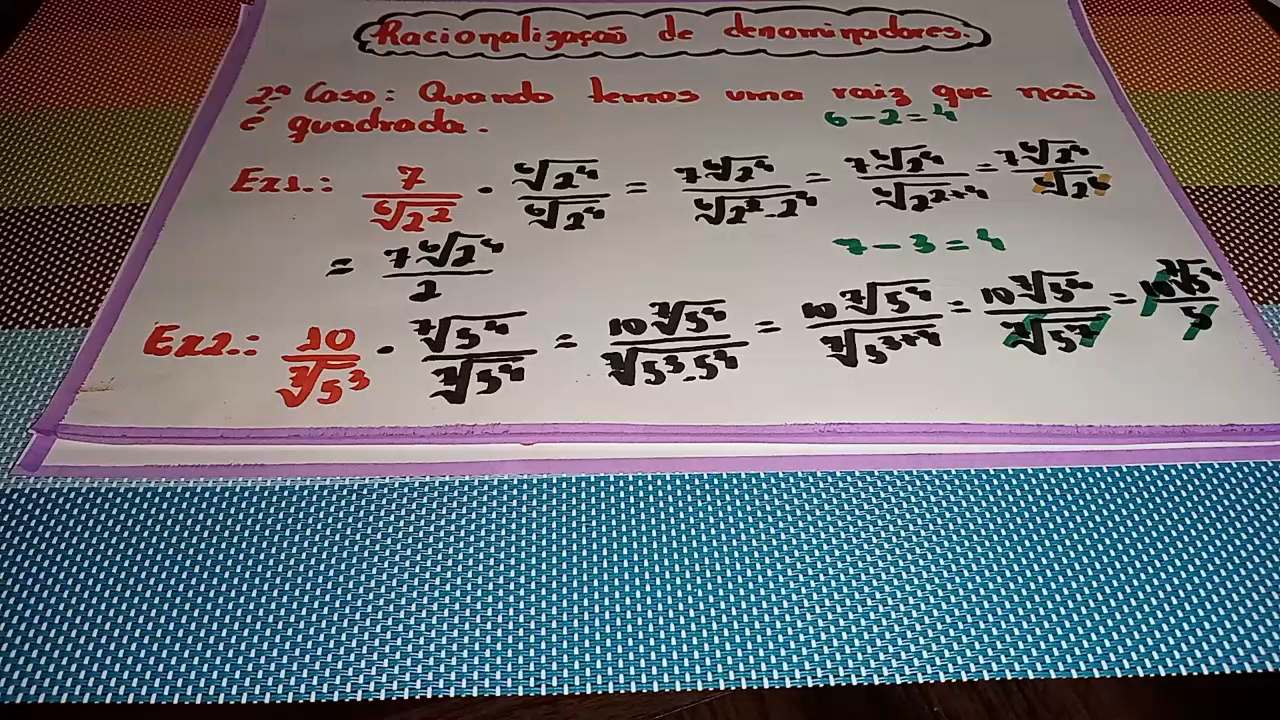 Racionalização de denominadores.
2º Caso: Quando temos uma raiz que não
é quadrada.
6 - 2 = 4
Ex1.: 7/⁶√2² · ⁶√2⁴/⁶√2⁴ = 7⁶√2⁴/⁶√2²·2⁴ = 7⁶√2⁴/⁶√2²⁺⁴ = 7⁶√2⁴/⁶√2⁶
= 7⁶√2⁴/2
7 - 3 = 4
Ex2.: 10/⁷√5³ · ⁷√5⁴/⁷√5⁴ = 10⁷√5⁴/⁷√5³·5⁴ = 10⁷√5⁴/⁷√5³⁺⁴ = 10⁷√5⁴/⁷√5⁷ = 10⁷√5⁴/5